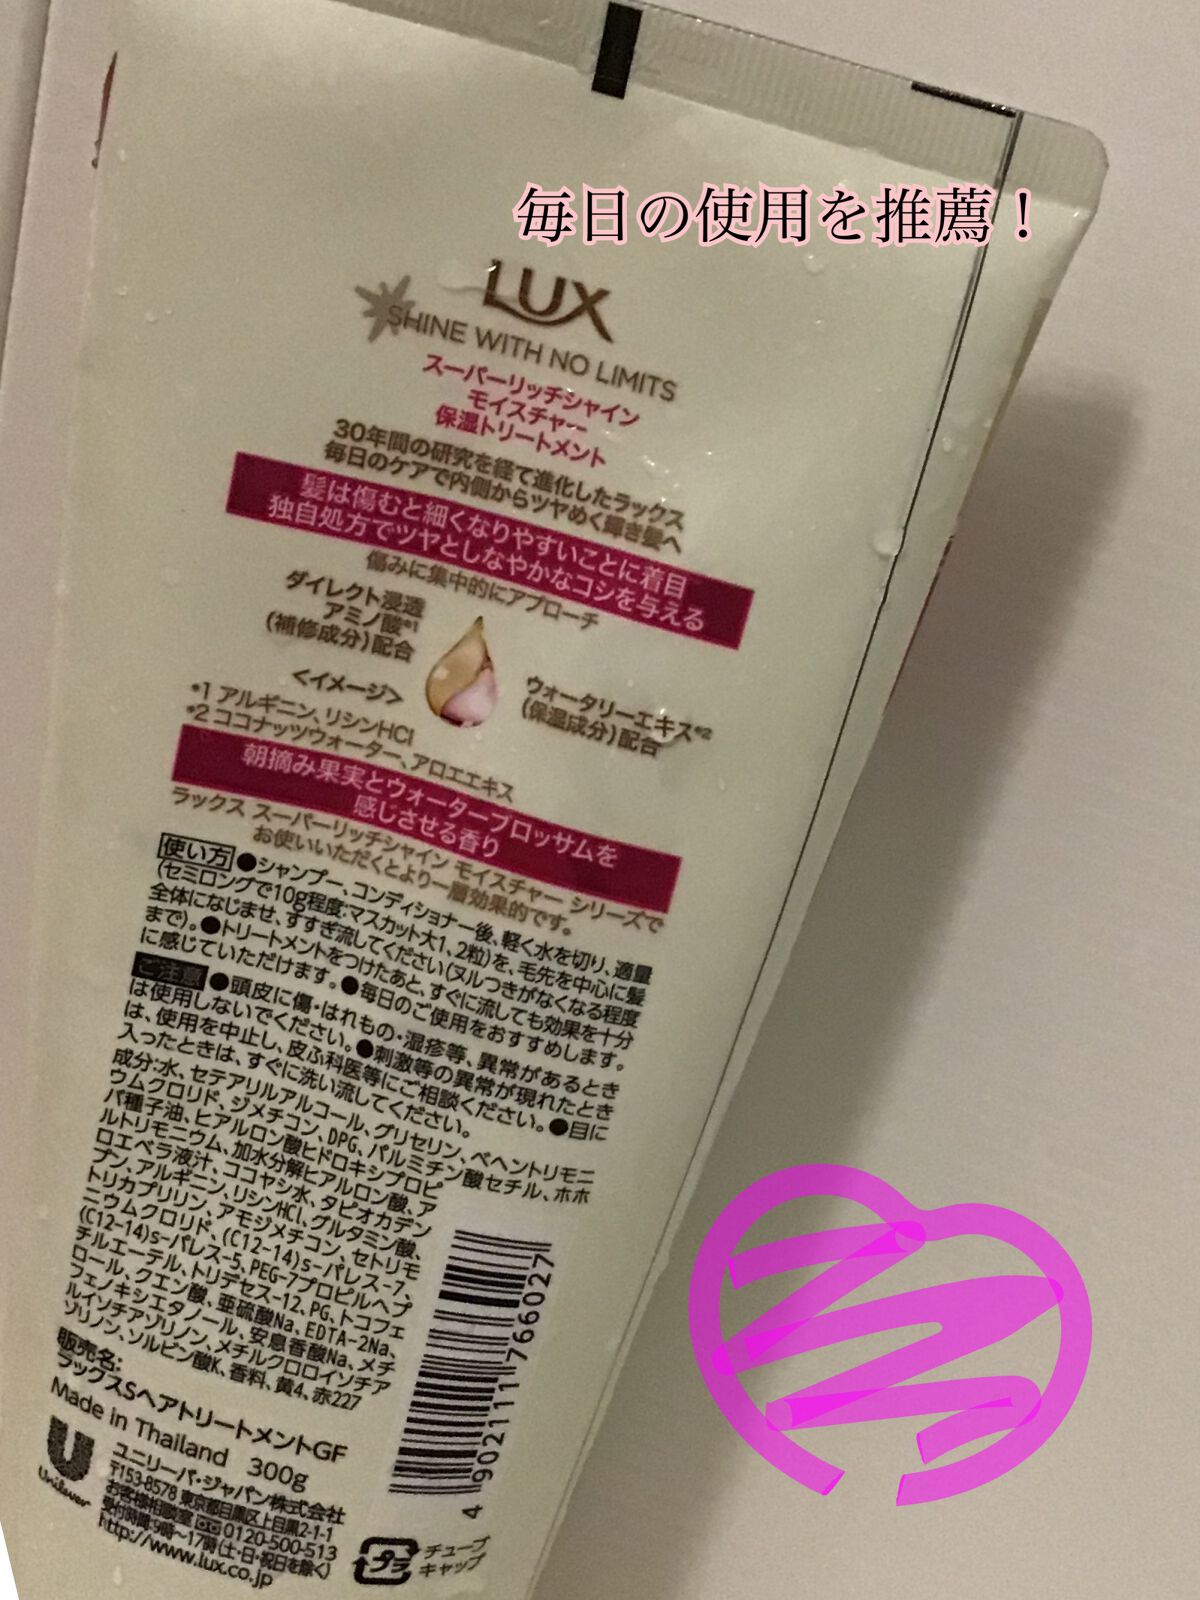 毎日の使用を推薦！
LUX
SHINE WITH NO LIMITS
スーパーリッチシャイン
モイスチャー
保湿トリートメント
30年間の研究を経て進化したラックス
毎日のケアで内側からツヤめく輝き髪へ
髪は傷むと細くなりやすいことに着目
独自処方でツヤとしなやかなコシを与える
傷みに集中的にアプローチ
ダイレクト浸透
アミノ酸*1
(補修成分)配合
<イメージ>
ウォータリーエキス*2
(保湿成分)配合
*1 アルギニン、リシンHCl
*2 ココナッツウォーター、アロエエキス
朝摘み果実とウォーターブロッサムを
感じさせる香り
ラックス スーパーリッチシャイン モイスチャー シリーズで
お使いいただくとより一層効果的です。
使い方 ●シャンプー、コンディショナー後、軽く水を切り、適量
(セミロングで10g程度:マスカット大1、2粒)を、毛先を中心に髪
全体になじませ、すすぎ流してください(ヌルつきがなくなる程度
まで)。●トリートメントをつけたあと、すぐに流しても効果を十分
に感じていただけます。●毎日のご使用をおすすめします。
ご注意 ●頭皮に傷・はれもの・湿疹等、異常があるとき
は使用しないでください。●刺激等の異常が現れたとき
は、使用を中止し、皮ふ科医等にご相談ください。●目に
入ったときは、すぐに洗い流してください。
成分:水、セテアリルアルコール、グリセリン、ベヘントリモニ
ウムクロリド、ジメチコン、DPG、パルミチン酸セチル、ホホ
バ種子油、ヒアルロン酸ヒドロキシプロピ
ルトリモニウム、加水分解ヒアルロン酸、ア
ロエベラ液汁、ココヤシ水、タピオカデン
プン、アルギニン、リシンHCl、グルタミン酸、
トリカプリリン、アモジメチコン、セトリモ
ニウムクロリド、(C12-14)s-パレス-7、
(C12-14)s-パレス-5、PEG-7プロピルヘプ
チルエーテル、トリデセス-12、PG、トコフェ
ロール、クエン酸、亜硫酸Na、EDTA-2Na、
フェノキシエタノール、安息香酸Na、メチ
ルイソチアゾリノン、メチルクロロイソチア
ゾリノン、ソルビン酸K、香料、黄4、赤227
販売名:
ラックスSヘアトリートメントGF
Made in Thailand 300g
ユニリーバ・ジャパン株式会社
〒153-8578 東京都目黒区上目黒2-1-1
お客様相談室 0120-500-513
受付時間:9時～17時(土・日・祝日を除く)
http://www.lux.co.jp
Unilever
4 902111 766027
プラ
チューブ
キャップ